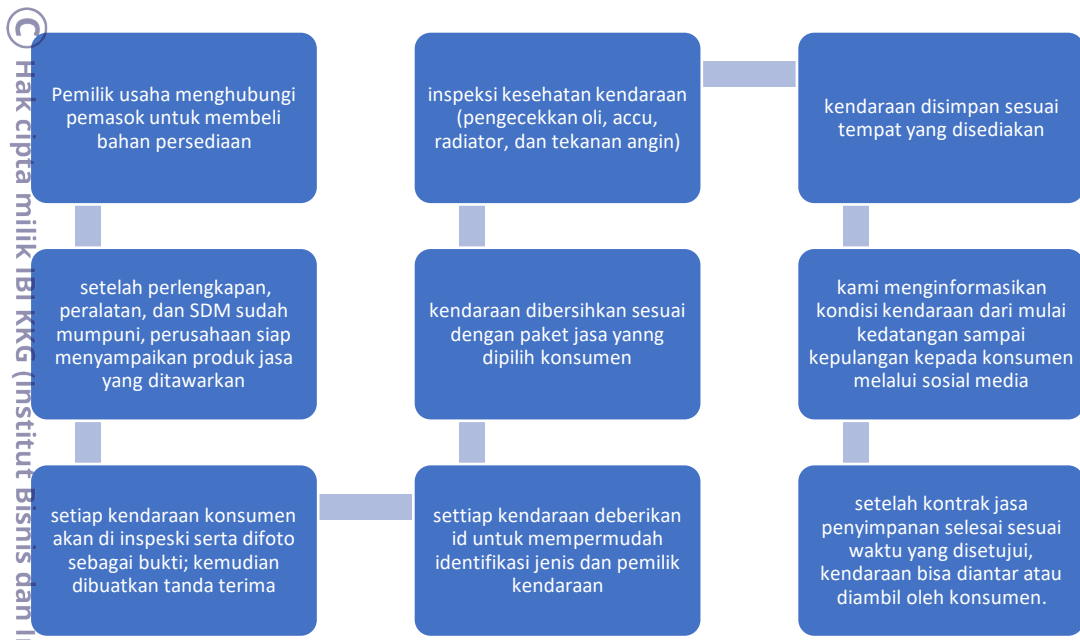 © Hak cipta milik IBI KKG (Institut Bisnis dan
Pemilik usaha menghubungi
pemasok untuk membeli
bahan persediaan
setelah perlengkapan,
peralatan, dan SDM sudah
mumpuni, perusahaan siap
menyampaikan produk jasa
yang ditawarkan
setiap kendaraan konsumen
akan di inspeski serta difoto
sebagai bukti; kemudian
dibuatkan tanda terima
settiap kendaraan deberikan
id untuk mempermudah
identifikasi jenis dan pemilik
kendaraan
kendaraan dibersihkan sesuai
dengan paket jasa yanng
dipilih konsumen
inspeksi kesehatan kendaraan
(pengecekkan oli, accu,
radiator, dan tekanan angin)
kendaraan disimpan sesuai
tempat yang disediakan
kami menginformasikan
kondisi kendaraan dari mulai
kedatangan sampai
kepulangan kepada konsumen
melalui sosial media
setelah kontrak jasa
penyimpanan selesai sesuai
waktu yang disetujui,
kendaraan bisa diantar atau
diambil oleh konsumen.